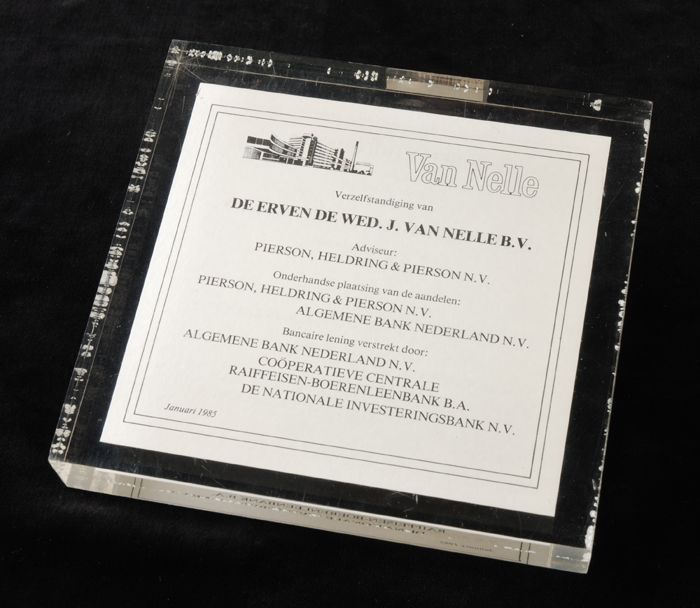 Van Nelle
Verzelfstandiging van
DE ERVEN DE WED. J. VAN NELLE B.V.
Adviseur:
PIERSON, HELDRING & PIERSON N.V.
Onderhandse plaatsing van de aandelen:
PIERSON, HELDRING & PIERSON N.V.
ALGEMENE BANK NEDERLAND N.V.
Bancaire lening verstrekt door:
ALGEMENE BANK NEDERLAND N.V.
COÖPERATIEVE CENTRALE
RAIFFEISEN-BOERENLEENBANK B.A.
DE NATIONALE INVESTERINGSBANK N.V.
Januari 1985